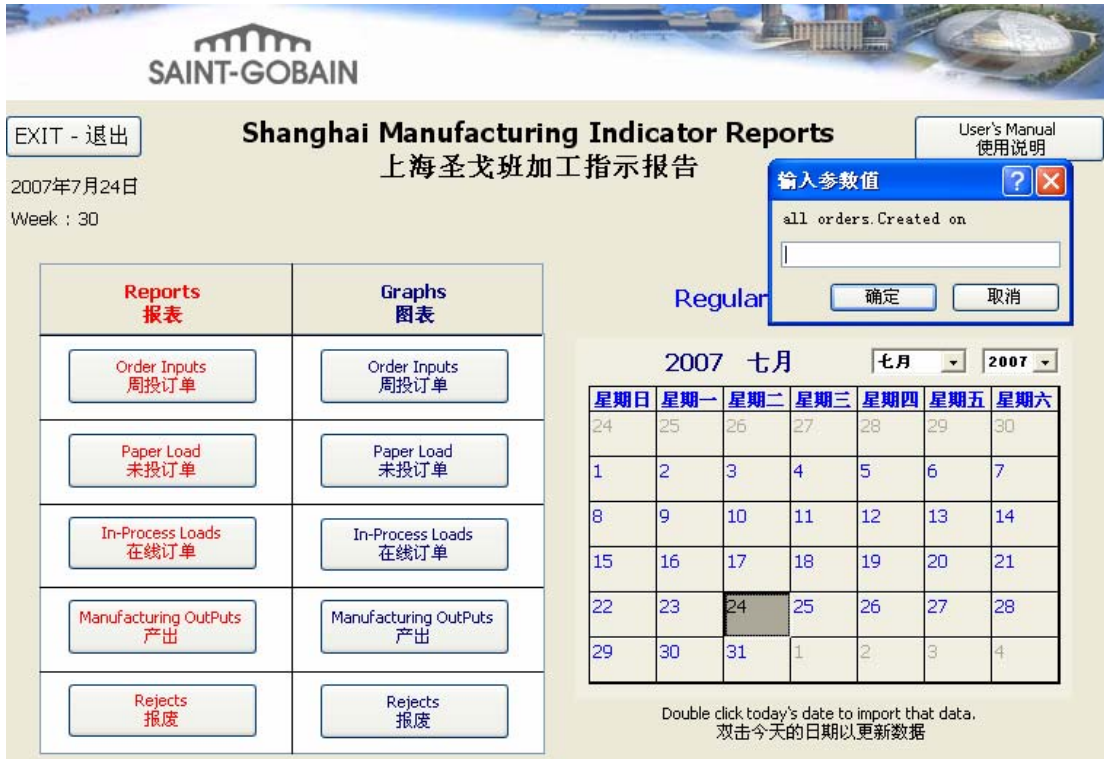 SAINT-GOBAIN
EXIT - 退出
Shanghai Manufacturing Indicator Reports
上海圣戈班加工指示报告
User's Manual
使用说明
2007年7月24日
Week : 30
输入参数值
all orders.Created on
确定 取消
Regular
Reports
报表
Graphs
图表
Order Inputs
周投订单
Order Inputs
周投订单
Paper Load
未投订单
Paper Load
未投订单
In-Process Loads
在线订单
In-Process Loads
在线订单
Manufacturing OutPuts
产出
Manufacturing OutPuts
产出
Rejects
报废
Rejects
报废
2007 七月 七月 2007
星期日 星期一 星期二 星期三 星期四 星期五 星期六
24 25 26 27 28 29 30
1 2 3 4 5 6 7
8 9 10 11 12 13 14
15 16 17 18 19 20 21
22 23 24 25 26 27 28
29 30 31 1 2 3 4
Double click today's date to import that data.
双击今天的日期以更新数据